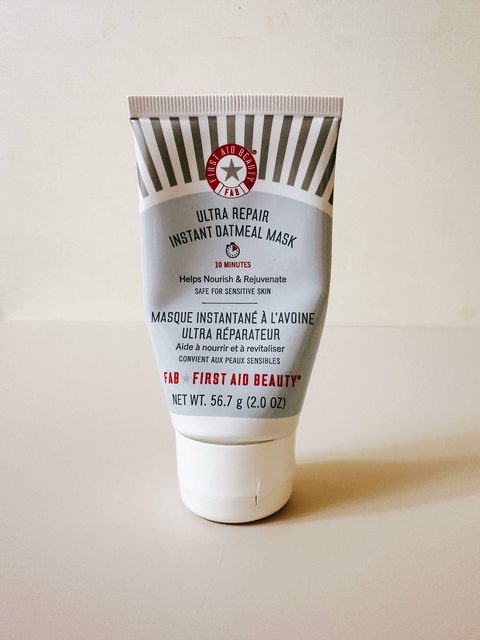 FIRST AID BEAUTY®
FAB
ULTRA REPAIR
INSTANT OATMEAL MASK
10 MINUTES
Helps Nourish & Rejuvenate
SAFE FOR SENSITIVE SKIN
MASQUE INSTANTANÉ À L'AVOINE
ULTRA RÉPARATEUR
Aide à nourrir et à revitaliser
CONVIENT AUX PEAUX SENSIBLES
FAB ★ FIRST AID BEAUTY®
NET WT. 56.7 g (2.0 OZ)